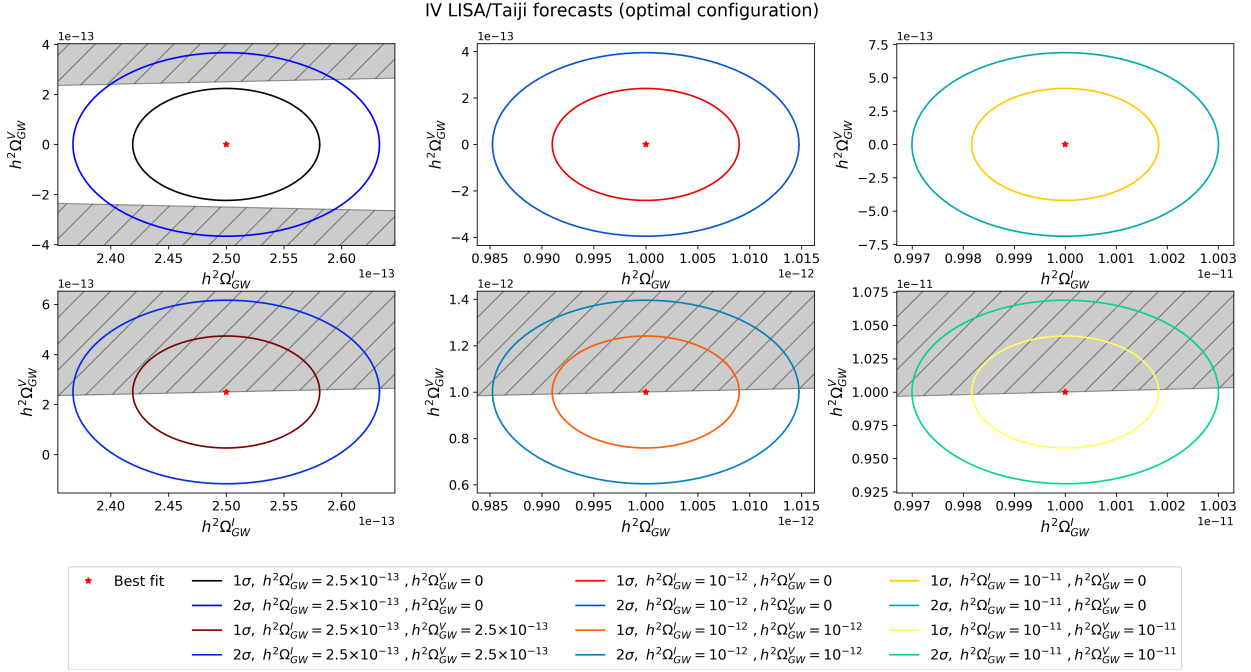 IV LISA/Taiji forecasts (optimal configuration)
1e−13
4
2
0
−2
−4
h²Ω^V_GW
2.40 2.45 2.50 2.55 2.60
h²Ω^I_GW
1e−13
1e−13
4
2
0
−2
−4
h²Ω^V_GW
0.985 0.990 0.995 1.000 1.005 1.010 1.015
h²Ω^I_GW
1e−12
1e−13
7.5
5.0
2.5
0.0
−2.5
−5.0
−7.5
h²Ω^V_GW
0.997 0.998 0.999 1.000 1.001 1.002 1.003
h²Ω^I_GW
1e−11
1e−13
6
4
2
0
h²Ω^V_GW
2.40 2.45 2.50 2.55 2.60
h²Ω^I_GW
1e−13
1e−12
1.4
1.2
1.0
0.8
0.6
h²Ω^V_GW
0.985 0.990 0.995 1.000 1.005 1.010 1.015
h²Ω^I_GW
1e−12
1e−11
1.075
1.050
1.025
1.000
0.975
0.950
0.925
h²Ω^V_GW
0.997 0.998 0.999 1.000 1.001 1.002 1.003
h²Ω^I_GW
1e−11
Best fit
1σ, h²Ω^I_GW = 2.5×10⁻¹³ , h²Ω^V_GW = 0
2σ, h²Ω^I_GW = 2.5×10⁻¹³ , h²Ω^V_GW = 0
1σ, h²Ω^I_GW = 2.5×10⁻¹³ , h²Ω^V_GW = 2.5×10⁻¹³
2σ, h²Ω^I_GW = 2.5×10⁻¹³ , h²Ω^V_GW = 2.5×10⁻¹³
1σ, h²Ω^I_GW = 10⁻¹² , h²Ω^V_GW = 0
2σ, h²Ω^I_GW = 10⁻¹² , h²Ω^V_GW = 0
1σ, h²Ω^I_GW = 10⁻¹² , h²Ω^V_GW = 10⁻¹²
2σ, h²Ω^I_GW = 10⁻¹² , h²Ω^V_GW = 10⁻¹²
1σ, h²Ω^I_GW = 10⁻¹¹ , h²Ω^V_GW = 0
2σ, h²Ω^I_GW = 10⁻¹¹ , h²Ω^V_GW = 0
1σ, h²Ω^I_GW = 10⁻¹¹ , h²Ω^V_GW = 10⁻¹¹
2σ, h²Ω^I_GW = 10⁻¹¹ , h²Ω^V_GW = 10⁻¹¹